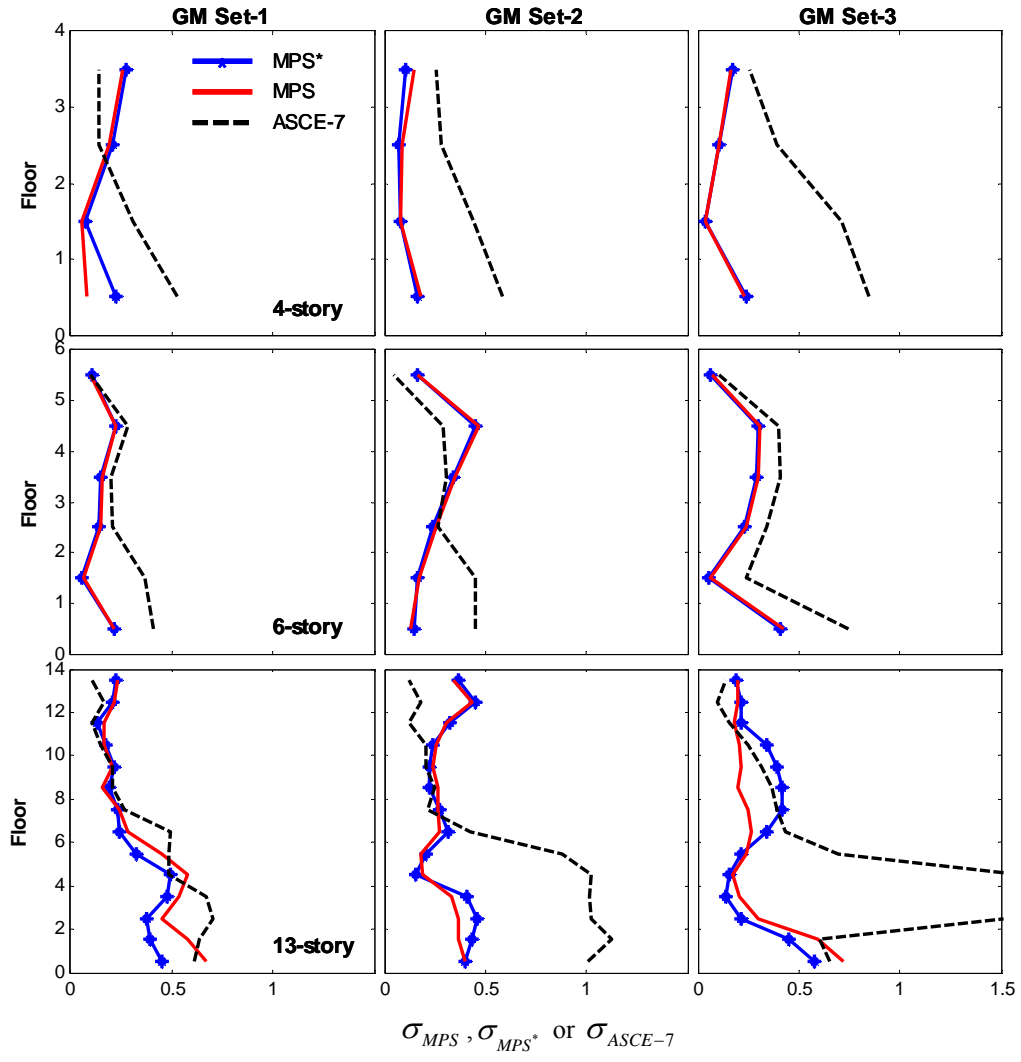 GM Set-1 GM Set-2 GM Set-3
4
3
2
1
0
Floor
MPS*
MPS
ASCE-7
4-story
6
5
4
3
2
1
0
Floor
6-story
14
12
10
8
6
4
2
0
Floor
13-story
0 0.5 1 0 0.5 1 0 0.5 1 1.5
σ_MPS , σ_MPS* or σ_ASCE−7